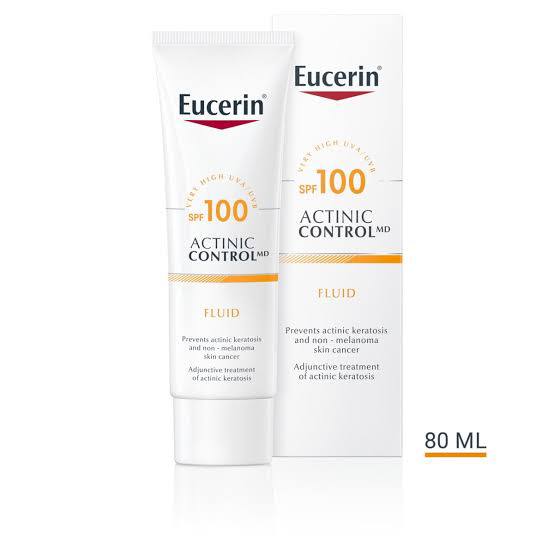 Eucerin®
VERY HIGH UVA/UVB
SPF 100
ACTINIC
CONTROL MD
FLUID
Prevents actinic keratosis
and non - melanoma
skin cancer
Adjunctive treatment
of actinic keratosis
Eucerin®
VERY HIGH UVA/UVB
SPF 100
ACTINIC
CONTROL MD
FLUID
Prevents actinic keratosis
and non - melanoma
skin cancer
Adjunctive treatment
of actinic keratosis
80 ML